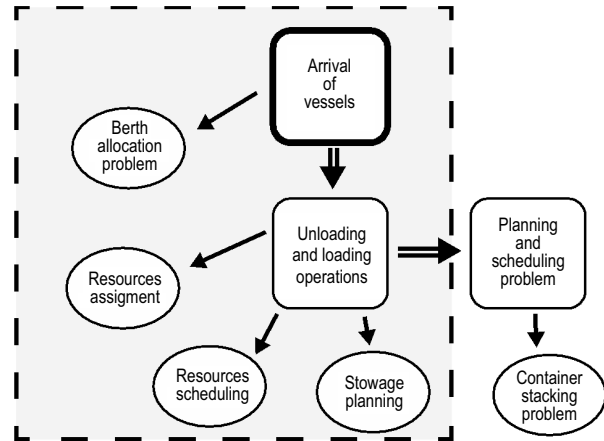 Arrival
of
vessels
Berth
allocation
problem
Unloading
and loading
operations
Planning
and
scheduling
problem
Resources
assigment
Resources
scheduling
Stowage
planning
Container
stacking
problem